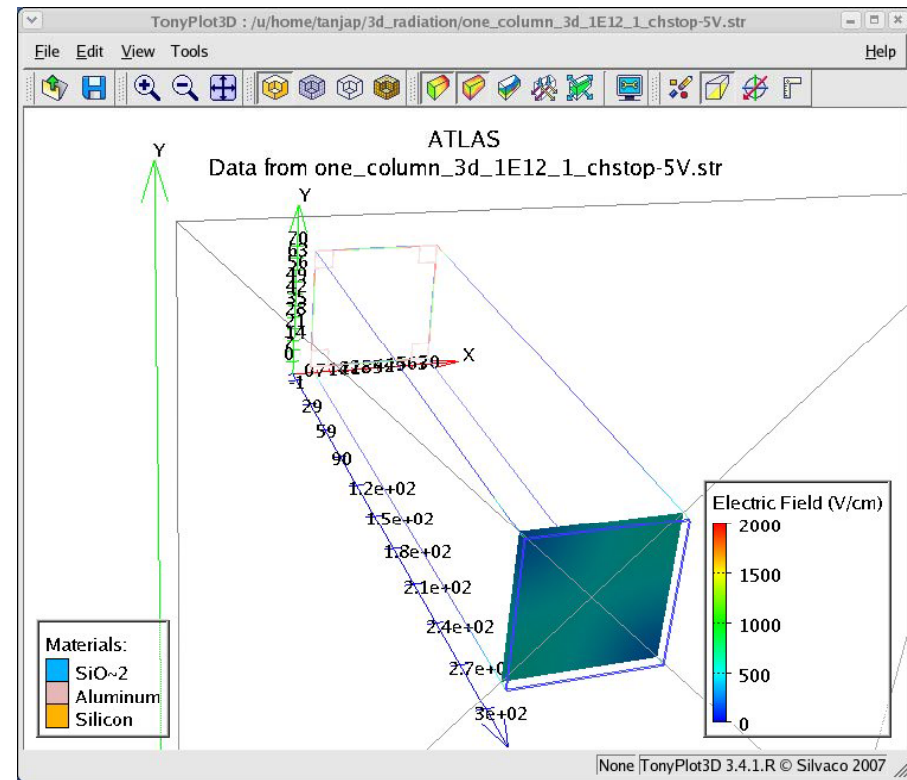 TonyPlot3D : /u/home/tanjap/3d_radiation/one_column_3d_1E12_1_chstop-5V.str
File Edit View Tools Help
ATLAS
Data from one_column_3d_1E12_1_chstop-5V.str
Y
Y
70
63
56
49
42
35
28
21
14
7
0
X
-1
29
59
90
1.2e+02
1.5e+02
1.8e+02
2.1e+02
2.4e+02
2.7e+0
3e+02
Electric Field (V/cm)
2000
1500
1000
500
0
Materials:
SiO~2
Aluminum
Silicon
None TonyPlot3D 3.4.1.R © Silvaco 2007